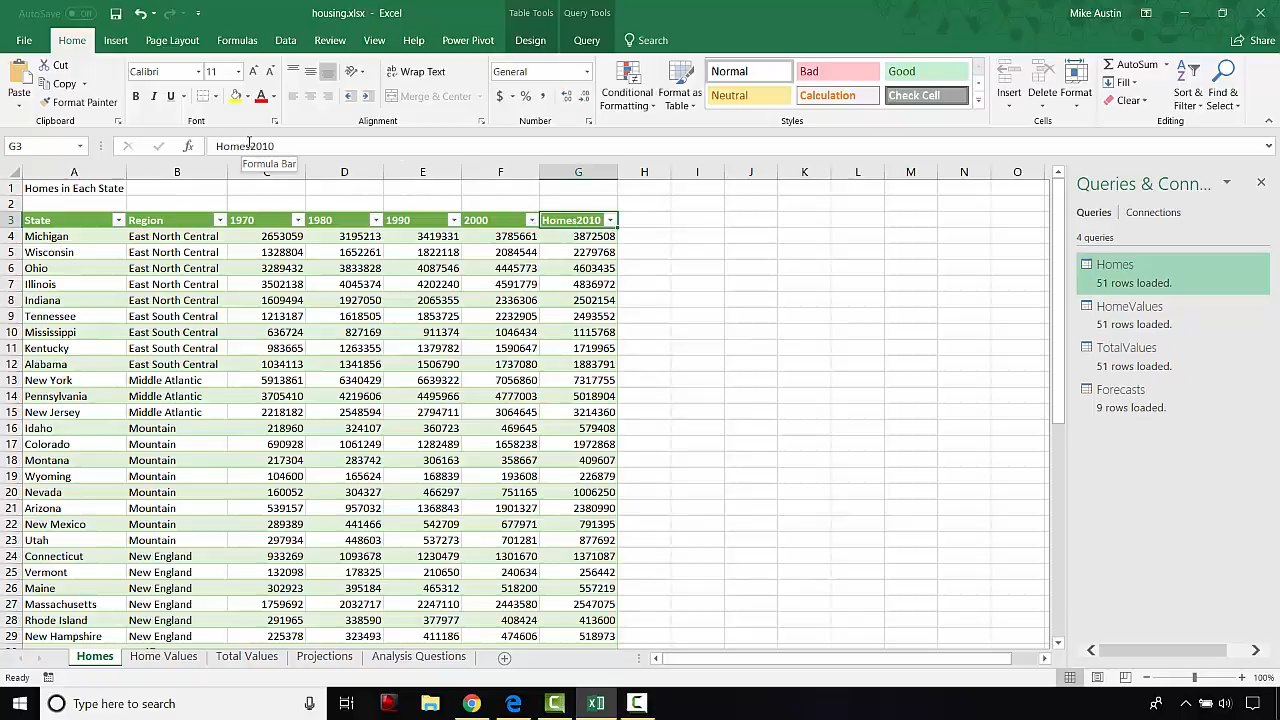 AutoSave Off housing.xlsx - Excel Table Tools Query Tools Mike Austin
File Home Insert Page Layout Formulas Data Review View Help Power Pivot Design Query Search Share
Paste Cut Copy Format Painter
Calibri 11 B I U A
Wrap Text Merge & Center
General $ % ,
Conditional Formatting Format as Table
Normal Bad Good
Neutral Calculation Check Cell
Insert Delete Format
AutoSum Fill Clear
Sort & Filter Find & Select
Clipboard Font Alignment Number Styles Cells Editing
G3 fx Homes2010
Formula Bar
A B C D E F G H I J K L M N O
1 Homes in Each State
2
3 State Region 1970 1980 1990 2000 Homes2010
4 Michigan East North Central 2653059 3195213 3419331 3785661 3872508
5 Wisconsin East North Central 1328804 1652261 1822118 2084544 2279768
6 Ohio East North Central 3289432 3833828 4087546 4445773 4603435
7 Illinois East North Central 3502138 4045374 4202240 4591779 4836972
8 Indiana East North Central 1609494 1927050 2065355 2336306 2502154
9 Tennessee East South Central 1213187 1618505 1853725 2232905 2493552
10 Mississippi East South Central 636724 827169 911374 1046434 1115768
11 Kentucky East South Central 983665 1263355 1379782 1590647 1719965
12 Alabama East South Central 1034113 1341856 1506790 1737080 1883791
13 New York Middle Atlantic 5913861 6340429 6639322 7056860 7317755
14 Pennsylvania Middle Atlantic 3705410 4219606 4495966 4777003 5018904
15 New Jersey Middle Atlantic 2218182 2548594 2794711 3064645 3214360
16 Idaho Mountain 218960 324107 360723 469645 579408
17 Colorado Mountain 690928 1061249 1282489 1658238 1972868
18 Montana Mountain 217304 283742 306163 358667 409607
19 Wyoming Mountain 104600 165624 168839 193608 226879
20 Nevada Mountain 160052 304327 466297 751165 1006250
21 Arizona Mountain 539157 957032 1368843 1901327 2380990
22 New Mexico Mountain 289389 441466 542709 677971 791395
23 Utah Mountain 297934 448603 537273 701281 877692
24 Connecticut New England 933269 1093678 1230479 1301670 1371087
25 Vermont New England 132098 178325 210650 240634 256442
26 Maine New England 302923 395184 465312 518200 557219
27 Massachusetts New England 1759692 2032717 2247110 2443580 2547075
28 Rhode Island New England 291965 338590 377806 408424 413600
29 New Hampshire New England 225378 323493 411186 474606 518973
Queries & Conn...
Queries Connections
4 queries
Homes
51 rows loaded.
HomeValues
51 rows loaded.
TotalValues
51 rows loaded.
Forecasts
9 rows loaded.
Homes Home Values Total Values Projections Analysis Questions
Ready 100%
Type here to search